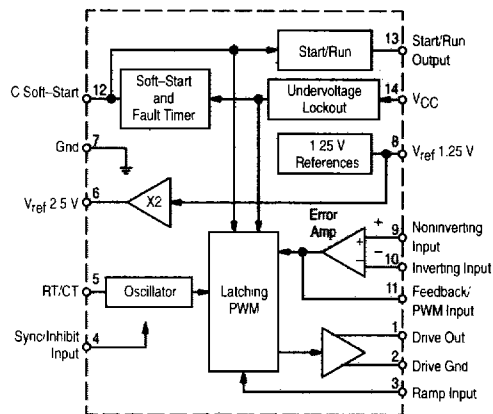 13
Start/Run
Output
Start/Run
C Soft–Start
12
Soft–Start
and
Fault Timer
Undervoltage
Lockout
14
VCC
Gnd
7
1.25 V
References
8
Vref 1.25 V
Vref 2 5 V
6
X2
Error
Amp
+
9
Noninverting
Input
+
–
–
10
Inverting Input
RT/CT
5
Oscillator
Latching
PWM
11
Feedback/
PWM Input
Sync/Inhibit
Input
4
1
Drive Out
2
Drive Gnd
3
Ramp Input